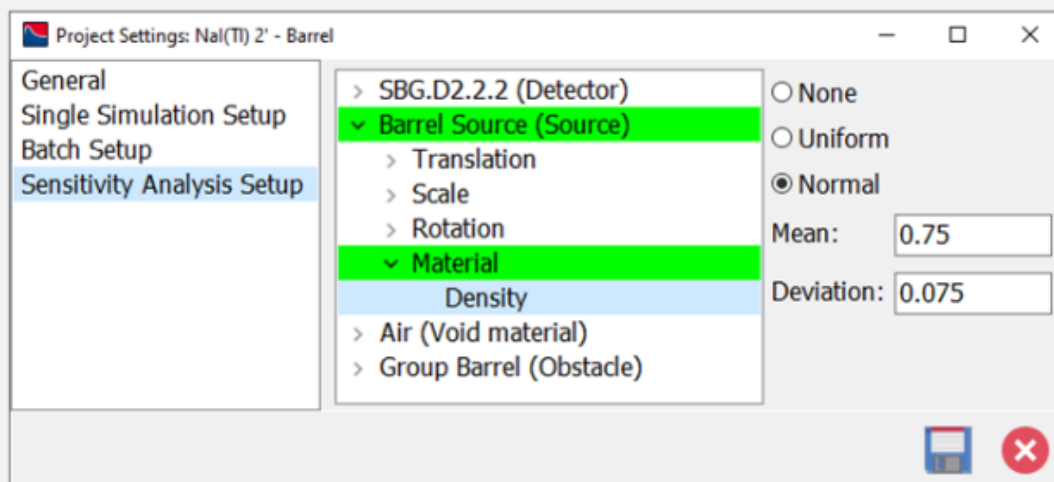 Project Settings: NaI(Tl) 2' - Barrel
General
Single Simulation Setup
Batch Setup
Sensitivity Analysis Setup
SBG.D2.2.2 (Detector)
Barrel Source (Source)
Translation
Scale
Rotation
Material
Density
Air (Void material)
Group Barrel (Obstacle)
None
Uniform
Normal
Mean: 0.75
Deviation: 0.075